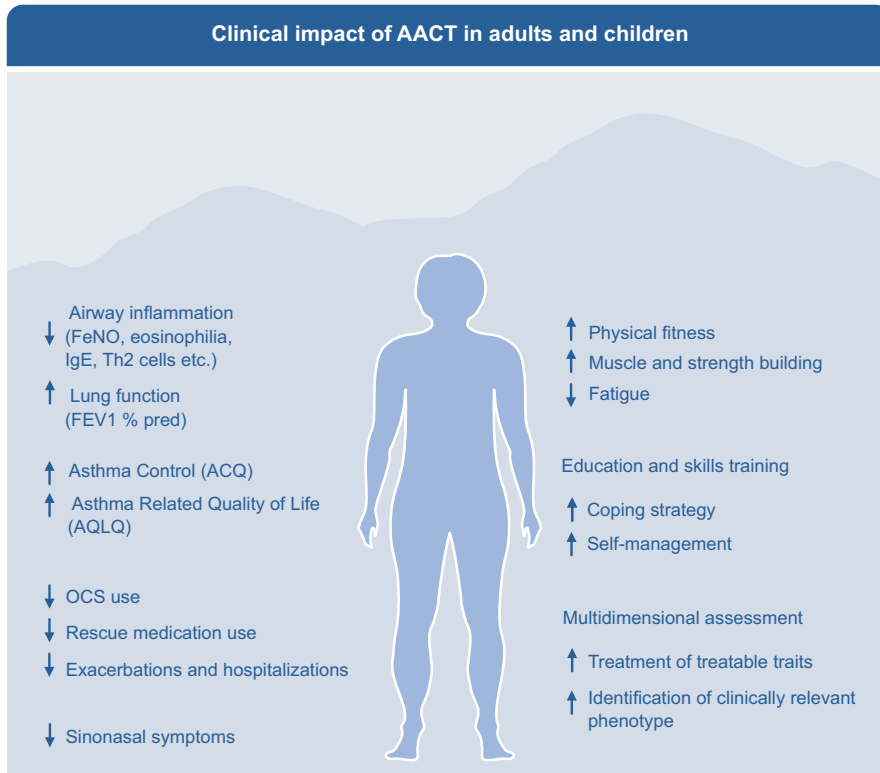 Clinical impact of AACT in adults and children
Airway inflammation
(FeNO, eosinophilia,
IgE, Th2 cells etc.)
Lung function
(FEV1 % pred)
Asthma Control (ACQ)
Asthma Related Quality of Life
(AQLQ)
OCS use
Rescue medication use
Exacerbations and hospitalizations
Sinonasal symptoms
Physical fitness
Muscle and strength building
Fatigue
Education and skills training
Coping strategy
Self-management
Multidimensional assessment
Treatment of treatable traits
Identification of clinically relevant
phenotype